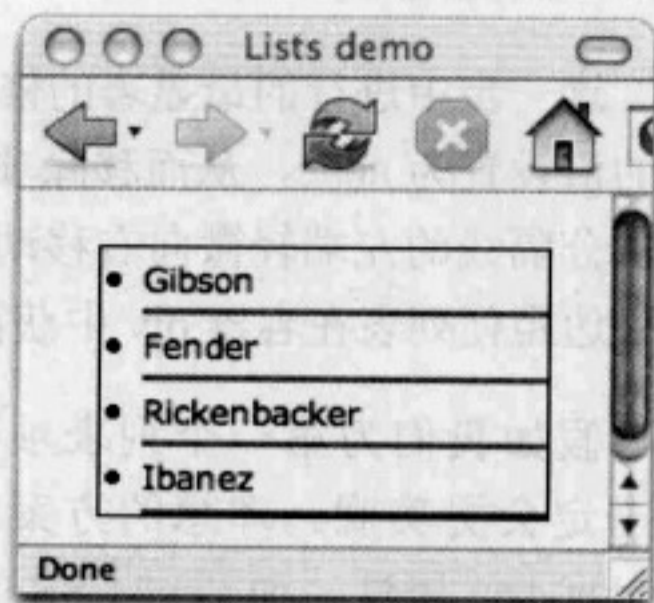 Lists demo
• Gibson
• Fender
• Rickenbacker
• Ibanez
Done